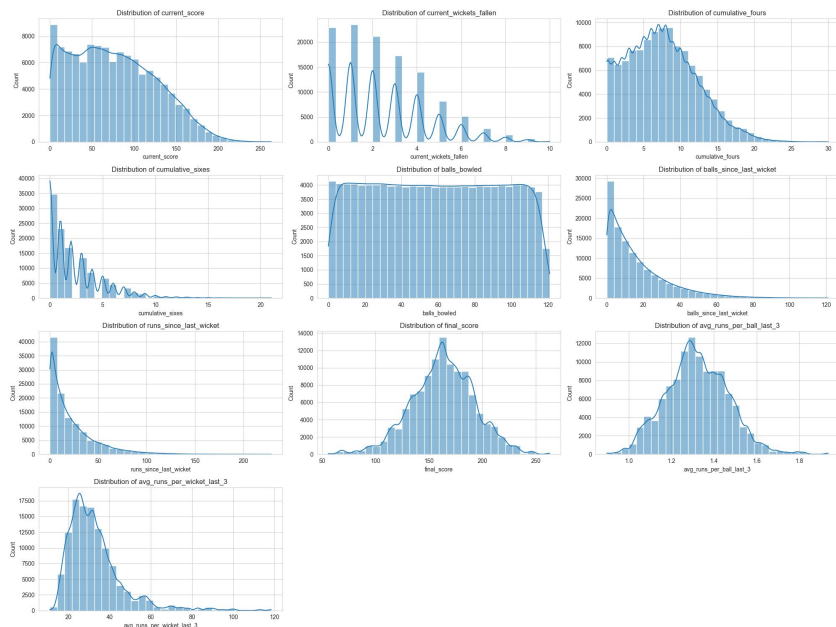 Distribution of current_score
Count
8000
6000
4000
2000
0
0 50 100 150 200 250
current_score
Distribution of current_wickets_fallen
Count
20000
15000
10000
5000
0
0 2 4 6 8 10
current_wickets_fallen
Distribution of cumulative_fours
Count
10000
8000
6000
4000
2000
0
0 5 10 15 20 25 30
cumulative_fours
Distribution of cumulative_sixes
Count
40000
35000
30000
25000
20000
15000
10000
5000
0
0 5 10 15 20
cumulative_sixes
Distribution of balls_bowled
Count
4000
3500
3000
2500
2000
1500
1000
500
0
0 20 40 60 80 100 120
balls_bowled
Distribution of balls_since_last_wicket
Count
30000
25000
20000
15000
10000
5000
0
0 20 40 60 80 100 120
balls_since_last_wicket
Distribution of runs_since_last_wicket
Count
40000
30000
20000
10000
0
0 50 100 150 200
runs_since_last_wicket
Distribution of final_score
Count
14000
12000
10000
8000
6000
4000
2000
0
50 100 150 200 250
final_score
Distribution of avg_runs_per_ball_last_3
Count
12000
10000
8000
6000
4000
2000
0
1.0 1.2 1.4 1.6 1.8
avg_runs_per_ball_last_3
Distribution of avg_runs_per_wicket_last_3
Count
17500
15000
12500
10000
7500
5000
2500
0
20 40 60 80 100 120
avg_runs_per_wicket_last_3